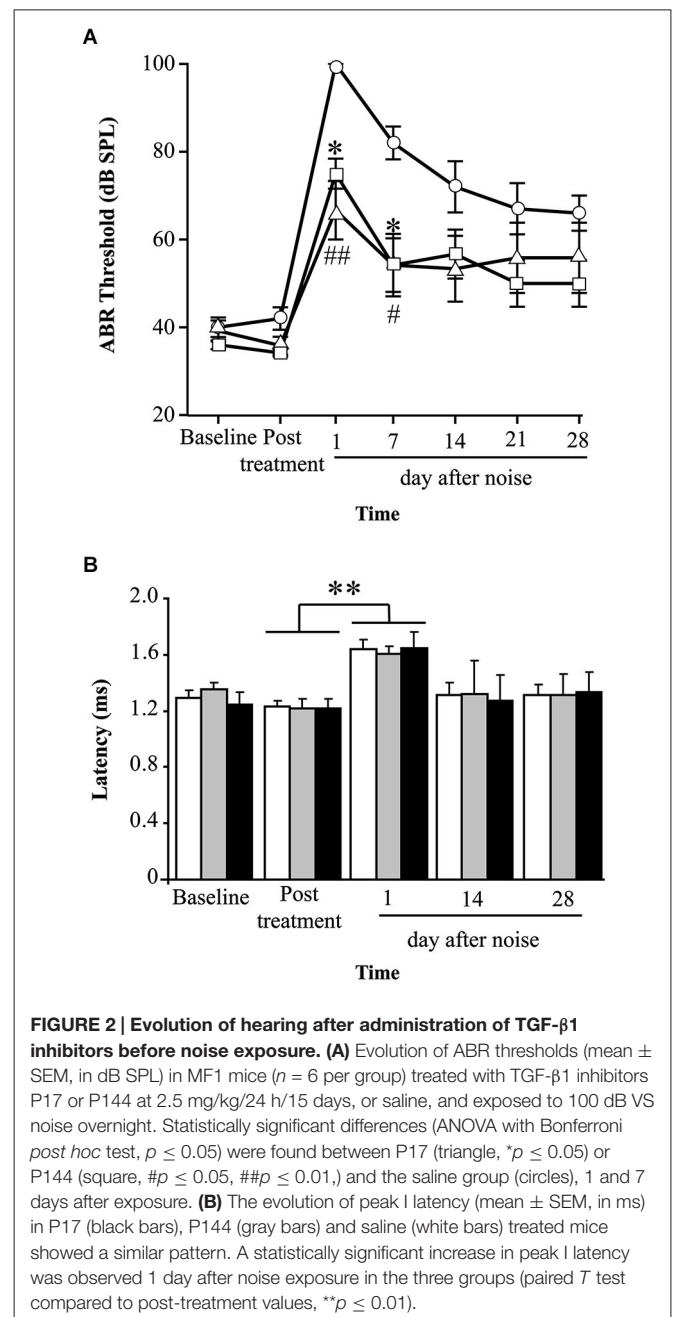 A
100
80
60
40
20
ABR Threshold (dB SPL)
*
##
*
#
Baseline Post treatment 1 7 14 21 28
day after noise
Time
B
2.0
1.6
1.2
0.8
0.4
0
Latency (ms)
**
Baseline Post treatment 1 14 28
day after noise
Time
FIGURE 2 | Evolution of hearing after administration of TGF-β1
inhibitors before noise exposure. (A) Evolution of ABR thresholds (mean ±
SEM, in dB SPL) in MF1 mice (n = 6 per group) treated with TGF-β1 inhibitors
P17 or P144 at 2.5 mg/kg/24 h/15 days, or saline, and exposed to 100 dB VS
noise overnight. Statistically significant differences (ANOVA with Bonferroni
post hoc test, p ≤ 0.05) were found between P17 (triangle, *p ≤ 0.05) or
P144 (square, #p ≤ 0.05, ##p ≤ 0.01,) and the saline group (circles), 1 and 7
days after exposure. (B) The evolution of peak I latency (mean ± SEM, in ms)
in P17 (black bars), P144 (gray bars) and saline (white bars) treated mice
showed a similar pattern. A statistically significant increase in peak I latency
was observed 1 day after noise exposure in the three groups (paired T test
compared to post-treatment values, **p ≤ 0.01).